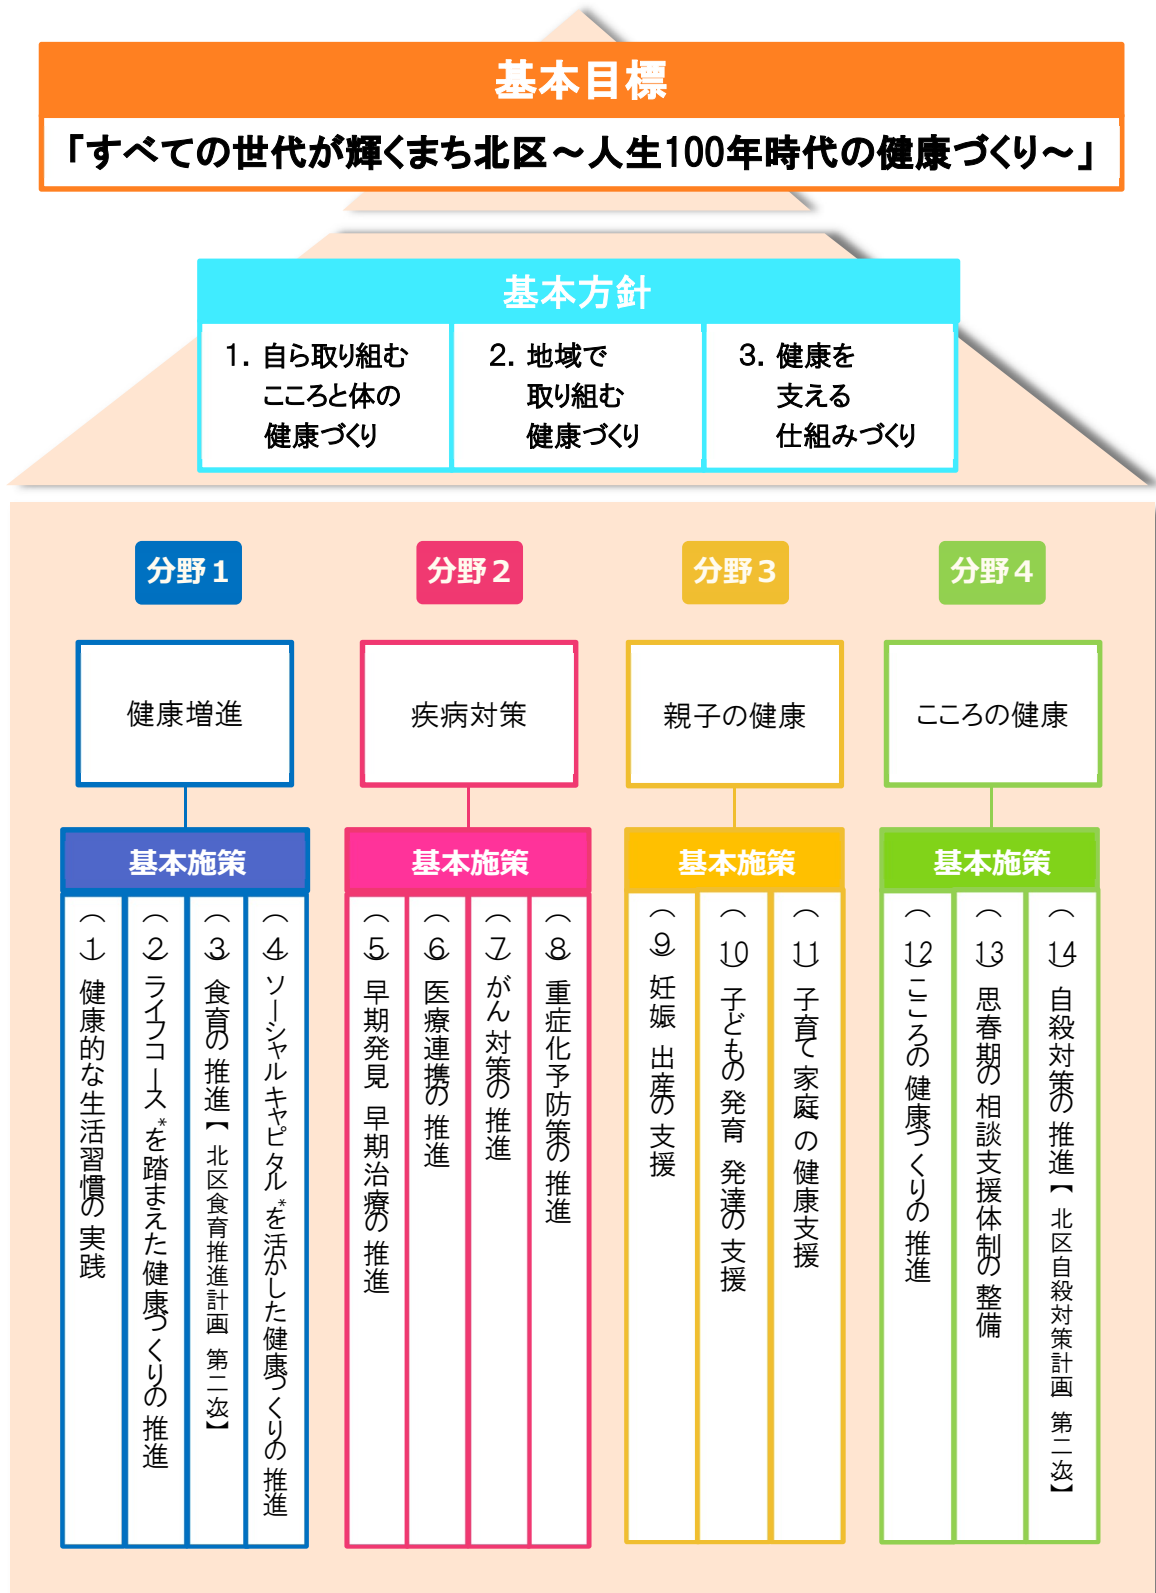 基本目標
「すべての世代が輝くまち北区～人生100年時代の健康づくり～」
基本方針
1. 自ら取り組む
こころと体の
健康づくり
2. 地域で
取り組む
健康づくり
3. 健康を
支える
仕組みづくり
分野1
健康増進
基本施策
(1)健康的な生活習慣の実践
(2)ライフコース*を踏まえた健康づくりの推進
(3)食育の推進【北区食育推進計画 第二次】
(4)ソーシャルキャピタル*を活かした健康づくりの推進
分野2
疾病対策
基本施策
(5)早期発見 早期治療の推進
(6)医療連携の推進
(7)がん対策の推進
(8)重症化予防策の推進
分野3
親子の健康
基本施策
(9)妊娠 出産の支援
(10)子どもの発育 発達の支援
(11)子育て家庭の健康支援
分野4
こころの健康
基本施策
(12)こころの健康づくりの推進
(13)思春期の相談支援体制の整備
(14)自殺対策の推進【北区自殺対策計画 第二次】